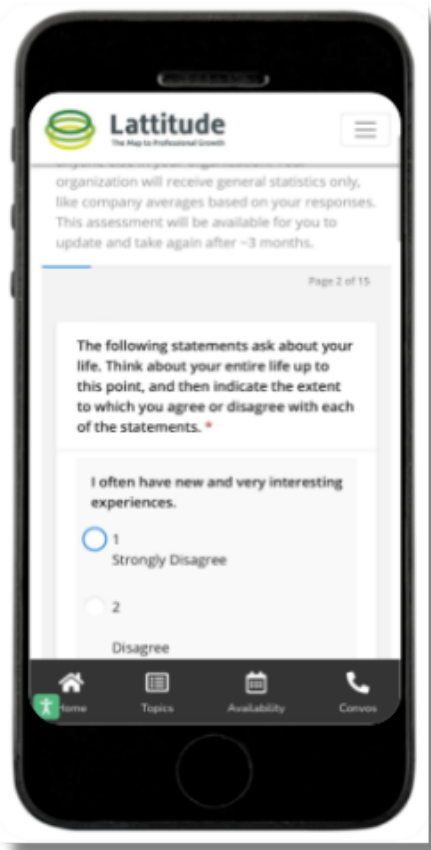 Lattitude
The Map to Professional Growth
organization will receive general statistics only,
like company averages based on your responses.
This assessment will be available for you to
update and take again after ~3 months.
Page 2 of 15
The following statements ask about your
life. Think about your entire life up to
this point, and then indicate the extent
to which you agree or disagree with each
of the statements. *
I often have new and very interesting
experiences.
1
Strongly Disagree
2
Disagree
Home Topics Availability Convos